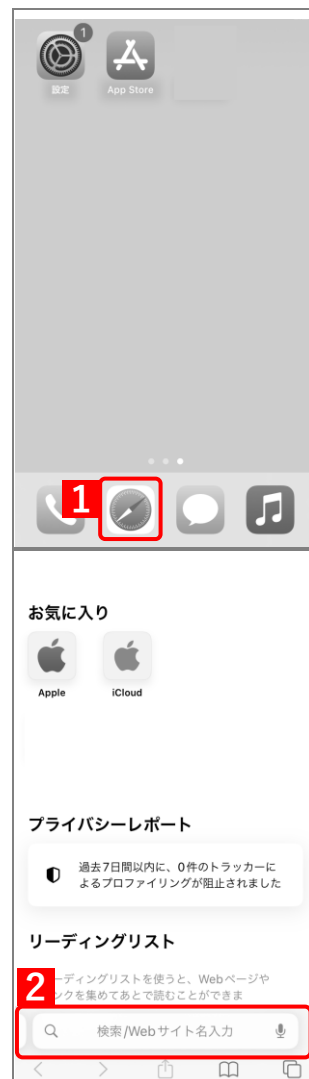 1
設定
App Store
1
お気に入り
Apple
iCloud
プライバシーレポート
過去7日間以内に、0件のトラッカーに
よるプロファイリングが阻止されました
リーディングリスト
2
ーディングリストを使うと、Webページや
ンクを集めてあとで読むことができま
検索/Webサイト名入力